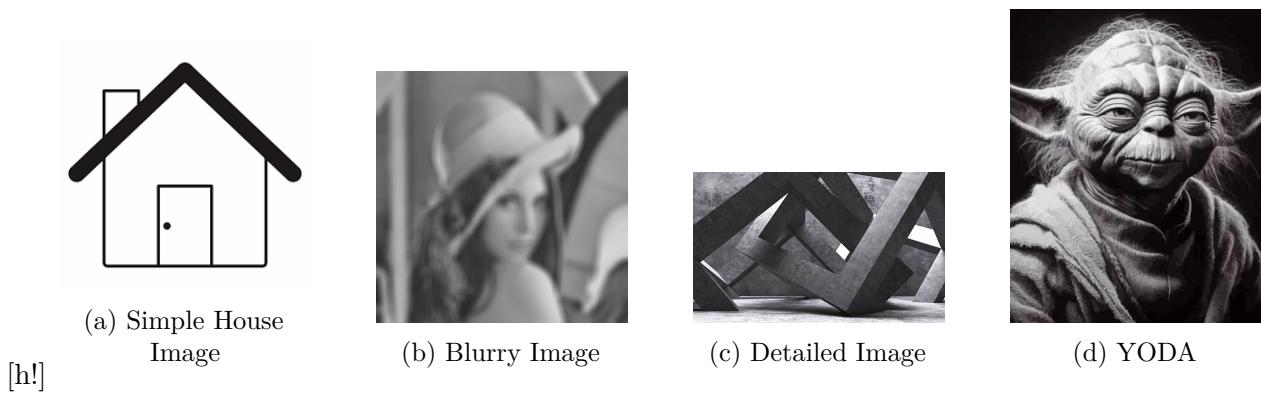 (a) Simple House
Image
(b) Blurry Image
(c) Detailed Image
(d) YODA
[h!]